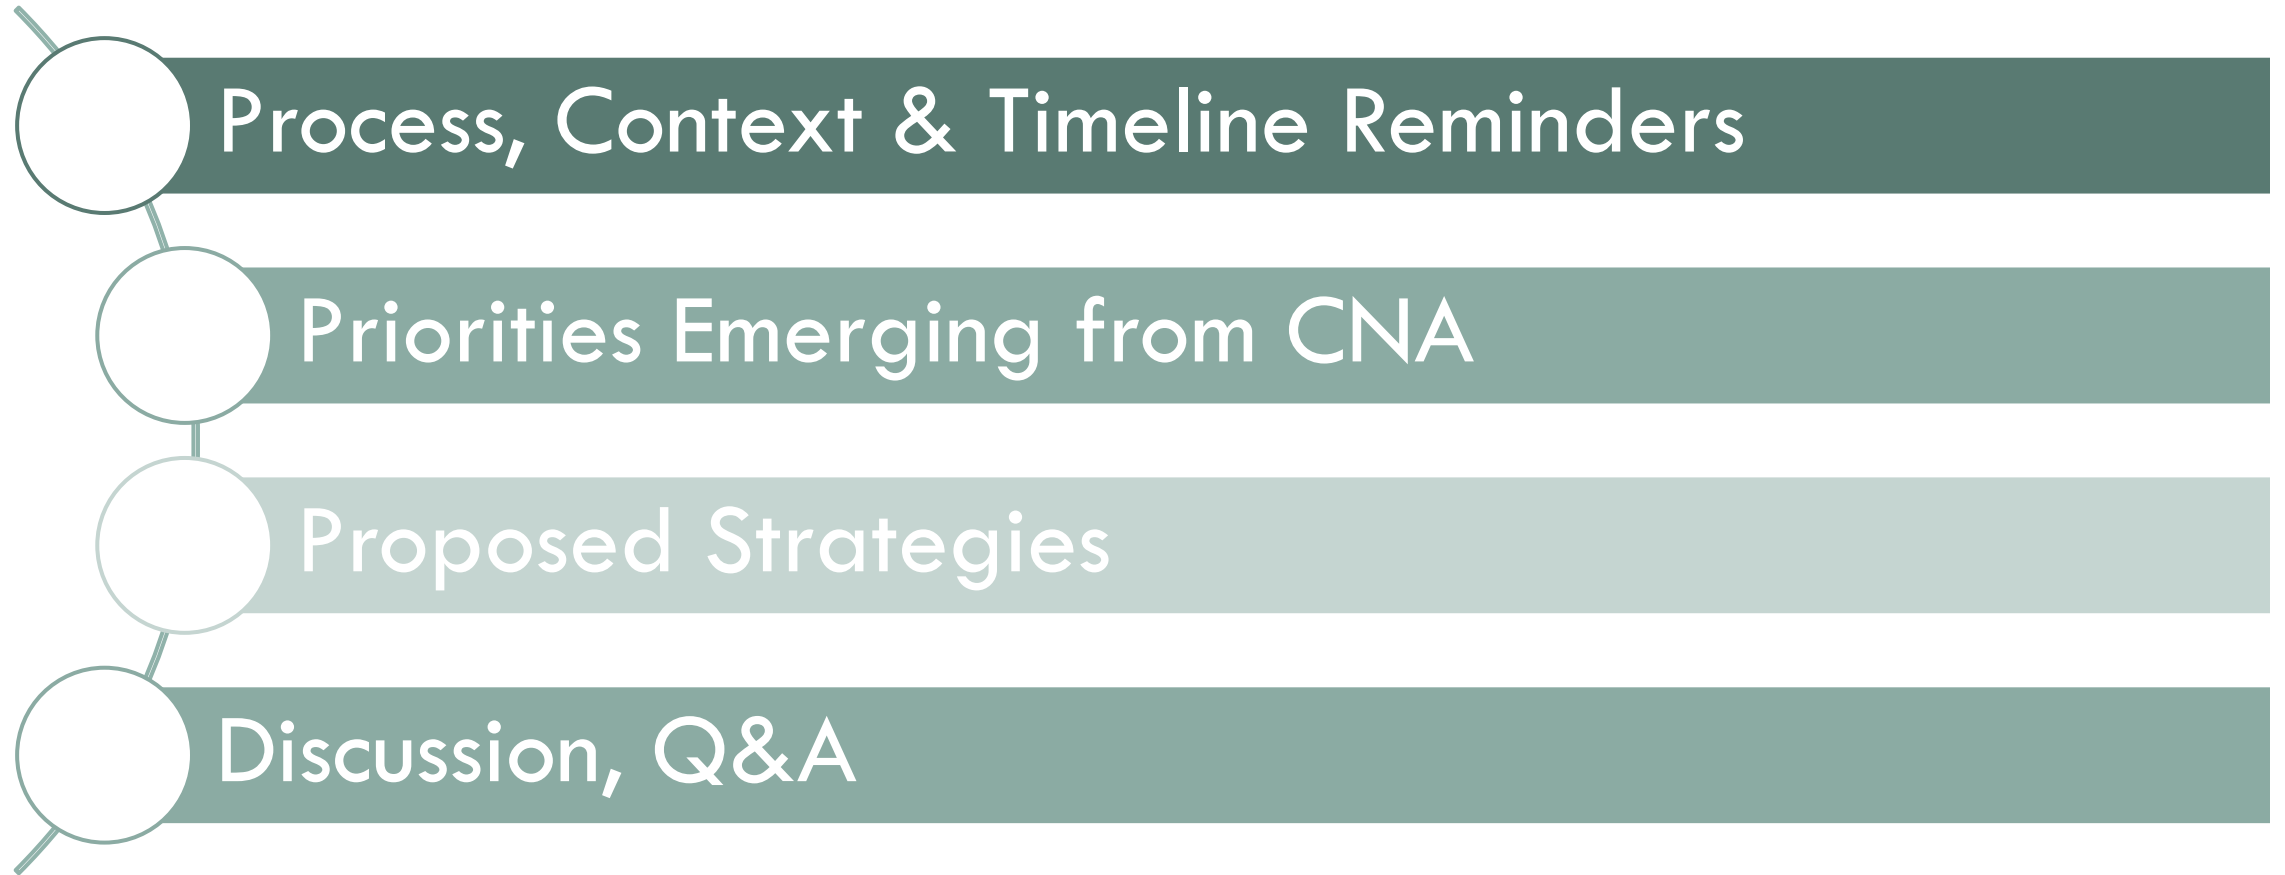 Process, Context & Timeline Reminders
Priorities Emerging from CNA
Proposed Strategies
Discussion, Q&A